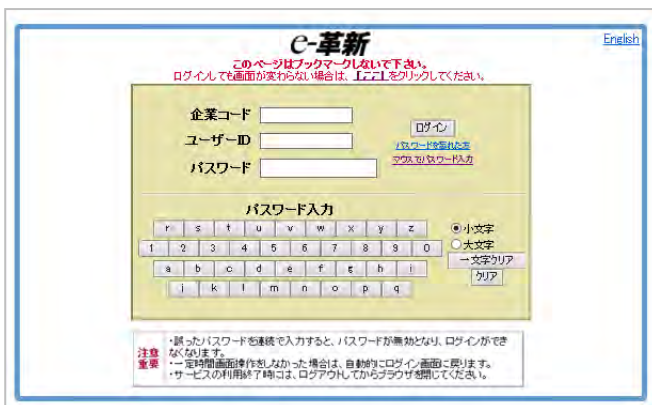 e-革新
English
このページはブックマークしないで下さい。
ログインしても画面が変わらない場合は、【ここ】をクリックしてください。
企業コード
ユーザーID
パスワード
ログイン
パスワードを忘れた方
マウスでパスワード入力
パスワード入力
r s t u v w x y z
1 2 3 4 5 6 7 8 9 0
a b c d e f g h i
j k l m n o p q
小文字
大文字
一文字クリア
クリア
注意
重要
・誤ったパスワードを連続で入力すると、パスワードが無効となり、ログインができ
なくなります。
・一定時間画面操作をしなかった場合は、自動的にログイン画面に戻ります。
・サービスの利用終了時には、ログアウトしてからブラウザを閉じてください。